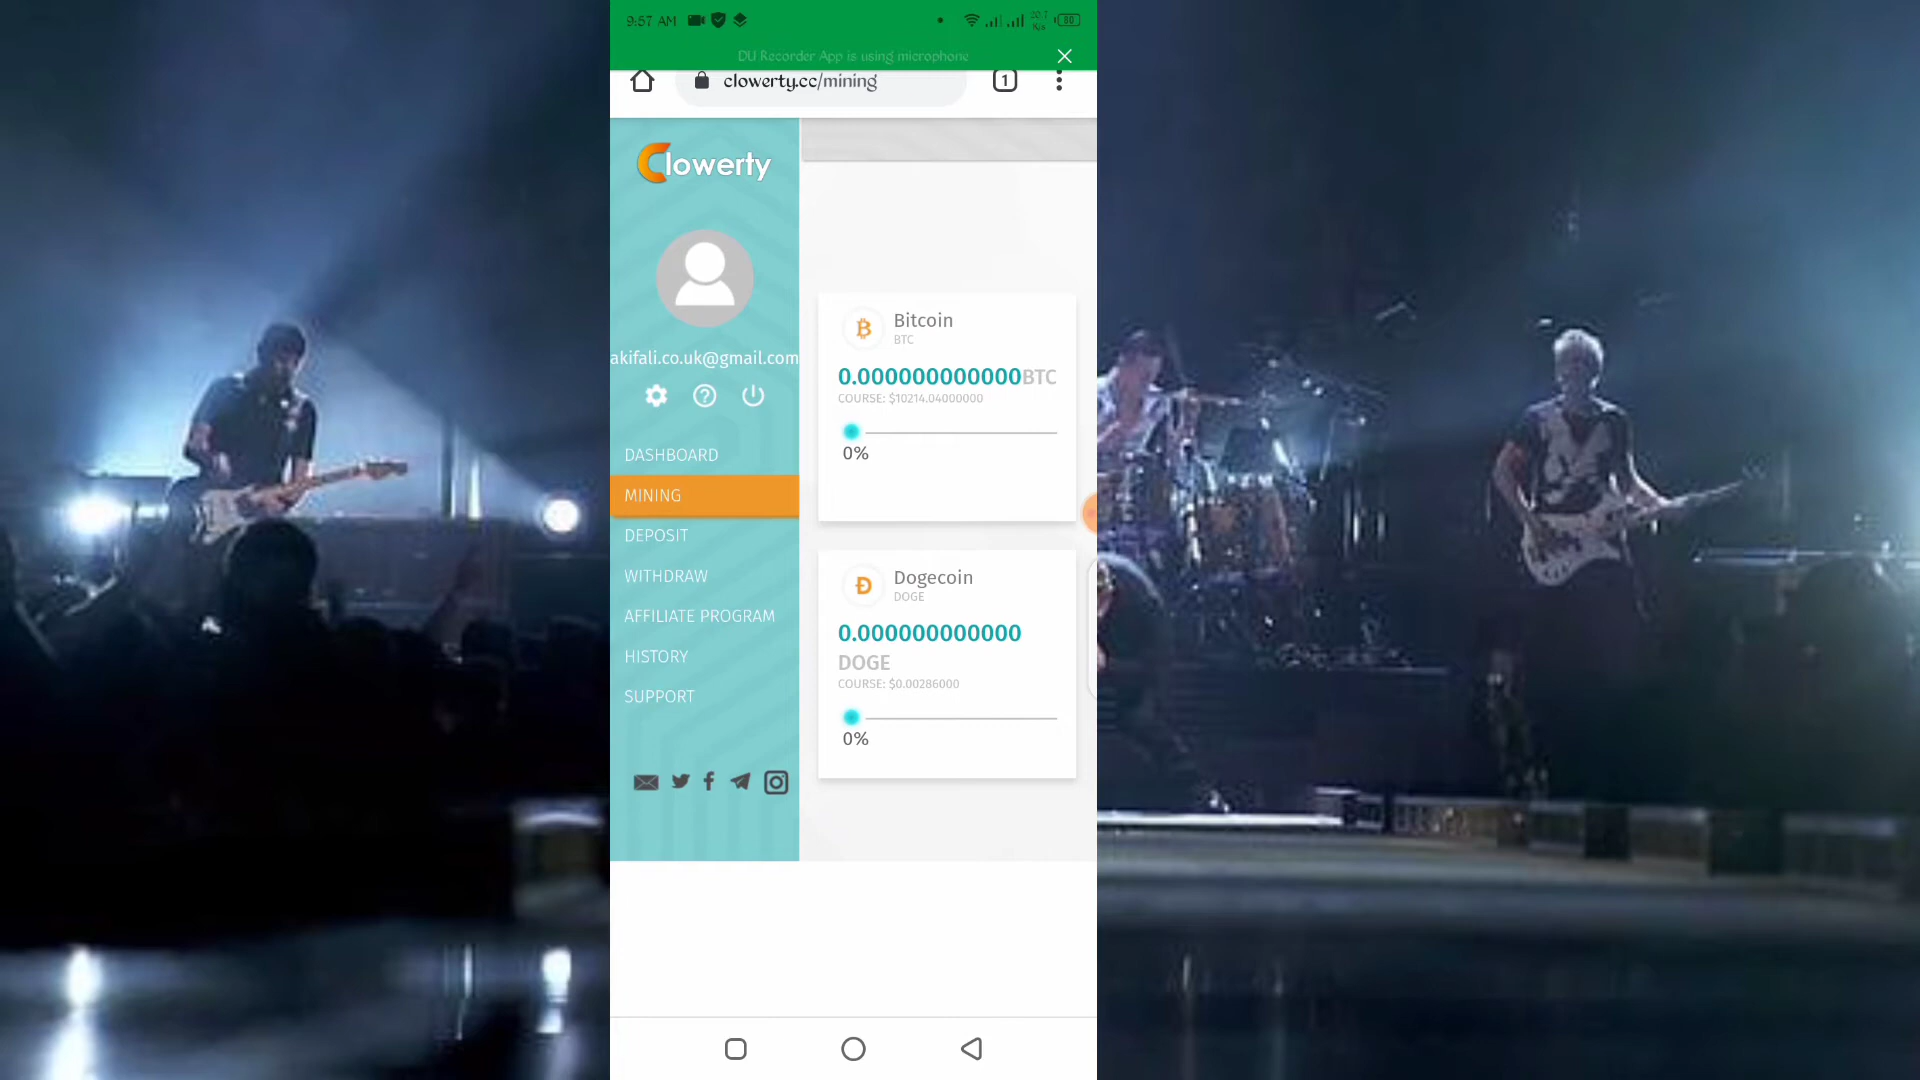 9:57 AM
80
DU Recorder App is using microphone
clowerty.cc/mining
1
Clowerty
akifali.co.uk@gmail.com
DASHBOARD
MINING
DEPOSIT
WITHDRAW
AFFILIATE PROGRAM
HISTORY
SUPPORT
Bitcoin
BTC
0.000000000000BTC
COURSE: $10214.04000000
0%
Dogecoin
DOGE
0.000000000000
DOGE
COURSE: $0.00286000
0%